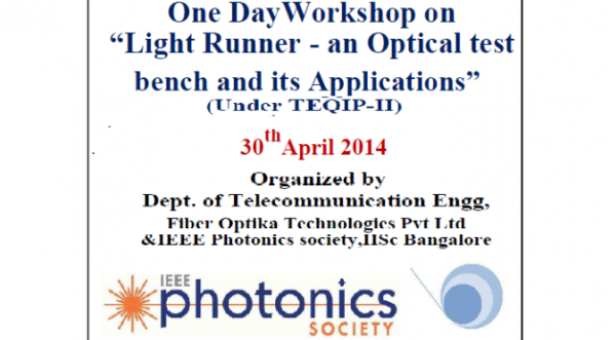 One DayWorkshop on
“Light Runner - an Optical test
bench and its Applications”
(Under TEQIP-II)
30th April 2014
Organized by
Dept. of Telecommunication Engg,
Fiber Optika Technologies Pvt Ltd
&IEEE Photonics society,IISc Bangalore
IEEE
photonics
SOCIETY